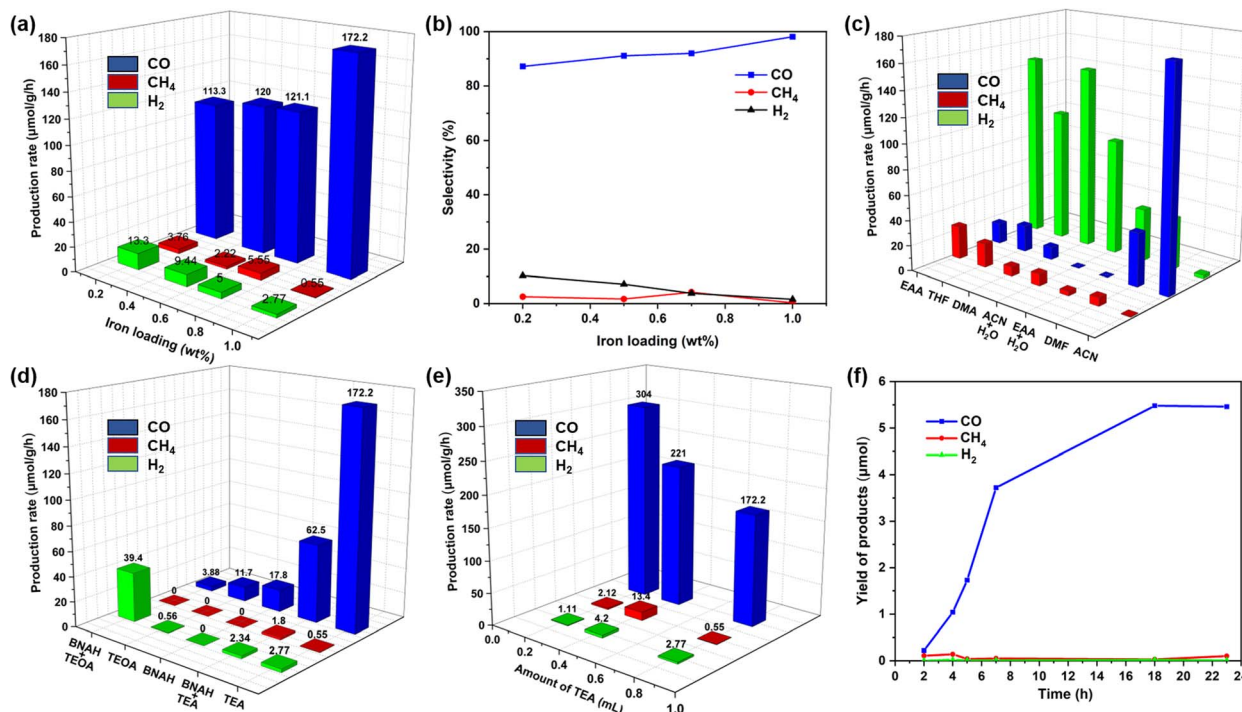 (a)
180
160
140
120
100
80
60
40
20
0
Production rate (μmol/g/h)
CO
CH4
H2
113.3
120
121.1
172.2
3.76
2.22
5.55
0.55
13.3
9.44
5
2.77
0.2
0.4
0.6
0.8
1.0
Iron loading (wt%)
(b)
100
80
60
40
20
0
Selectivity (%)
CO
CH4
H2
0.2
0.4
0.6
0.8
1.0
Iron loading (wt%)
(c)
180
160
140
120
100
80
60
40
20
0
Production rate (μmol/g/h)
CO
CH4
H2
EAA
THF
DMA
ACN
+
H2O
EAA
+
H2O
DMF
ACN
(d)
180
160
140
120
100
80
60
40
20
0
Production rate (μmol/g/h)
CO
CH4
H2
172.2
62.5
17.8
11.7
3.88
0
0
0
1.8
0.55
39.4
0.56
0
2.34
2.77
BNAH
+
TEOA
TEOA
BNAH
BNAH
+
TEA
TEA
(e)
350
300
250
200
150
100
50
0
Production rate (μmol/g/h)
CO
CH4
H2
304
221
172.2
2.12
13.4
0.55
1.11
4.2
2.77
0.0
0.2
0.4
0.6
0.8
1.0
Amount of TEA (mL)
(f)
6
5
4
3
2
1
0
Yield of products (μmol)
CO
CH4
H2
0 2 4 6 8 10 12 14 16 18 20 22 24
Time (h)